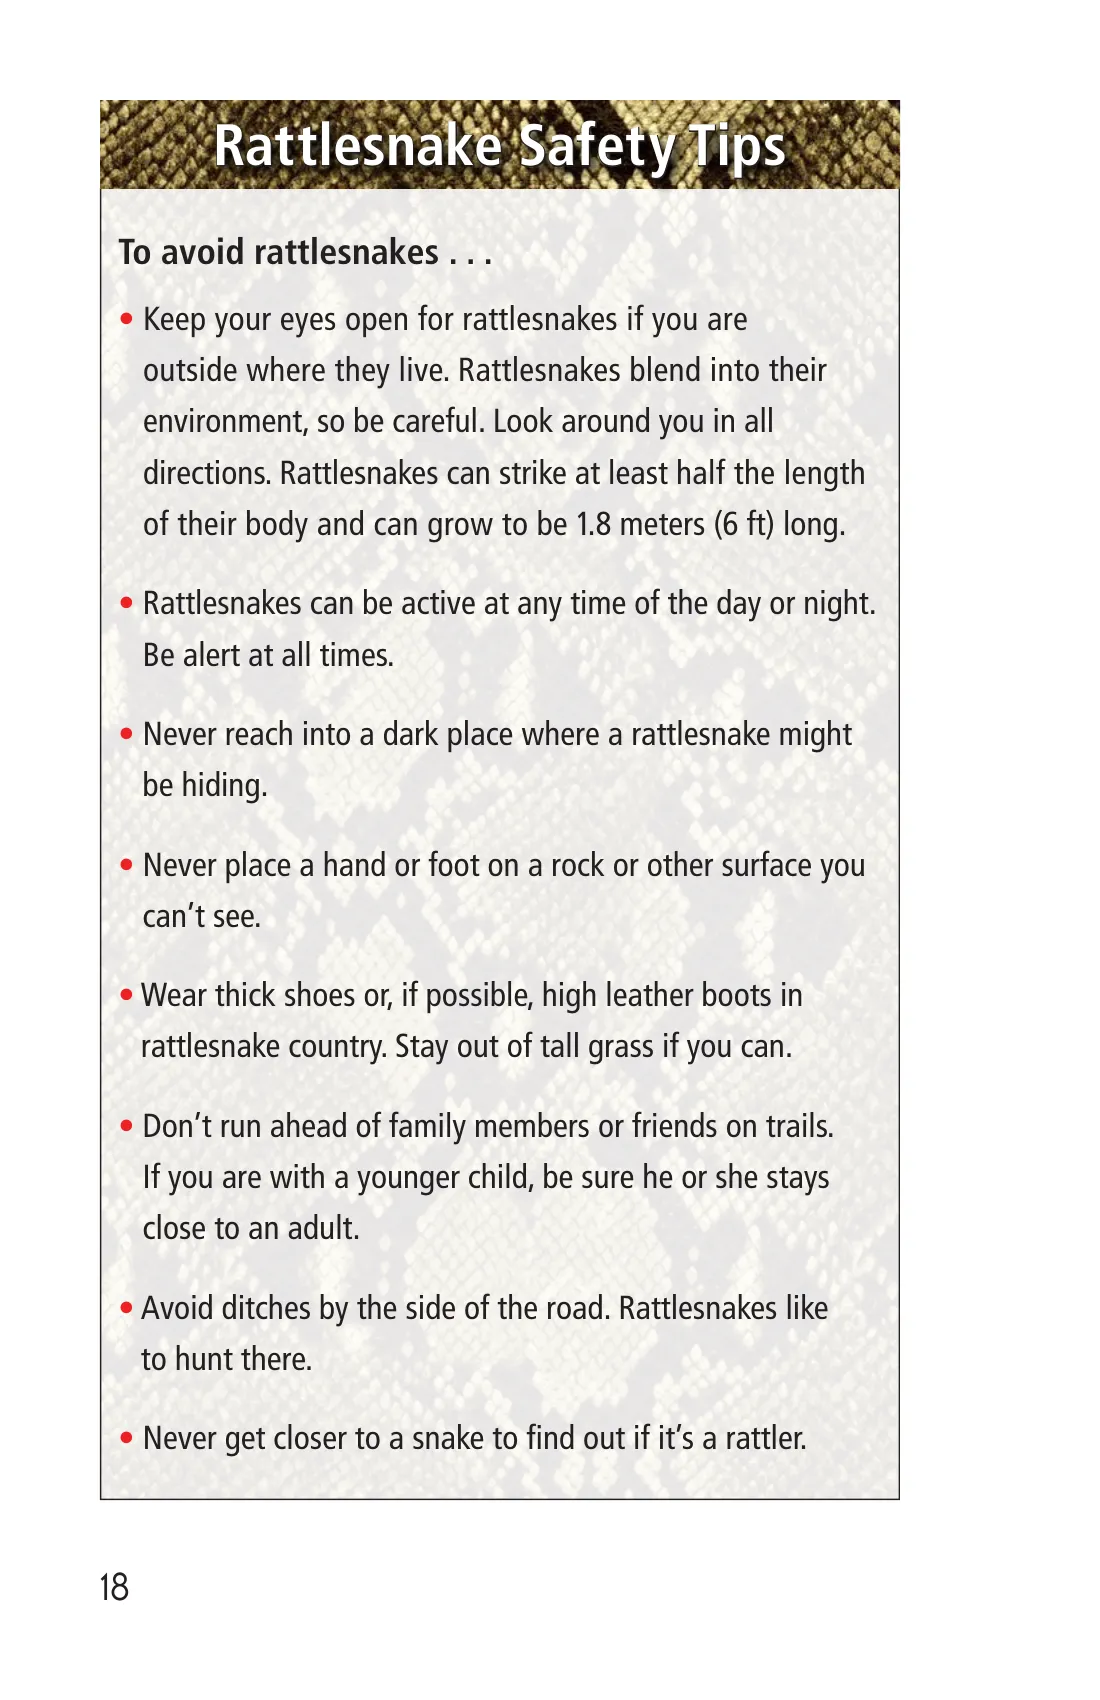 Rattlesnake Safety Tips
To avoid rattlesnakes . . .
• Keep your eyes open for rattlesnakes if you are
outside where they live. Rattlesnakes blend into their
environment, so be careful. Look around you in all
directions. Rattlesnakes can strike at least half the length
of their body and can grow to be 1.8 meters (6 ft) long.
• Rattlesnakes can be active at any time of the day or night.
Be alert at all times.
• Never reach into a dark place where a rattlesnake might
be hiding.
• Never place a hand or foot on a rock or other surface you
can’t see.
• Wear thick shoes or, if possible, high leather boots in
rattlesnake country. Stay out of tall grass if you can.
• Don’t run ahead of family members or friends on trails.
If you are with a younger child, be sure he or she stays
close to an adult.
• Avoid ditches by the side of the road. Rattlesnakes like
to hunt there.
• Never get closer to a snake to find out if it’s a rattler.
18